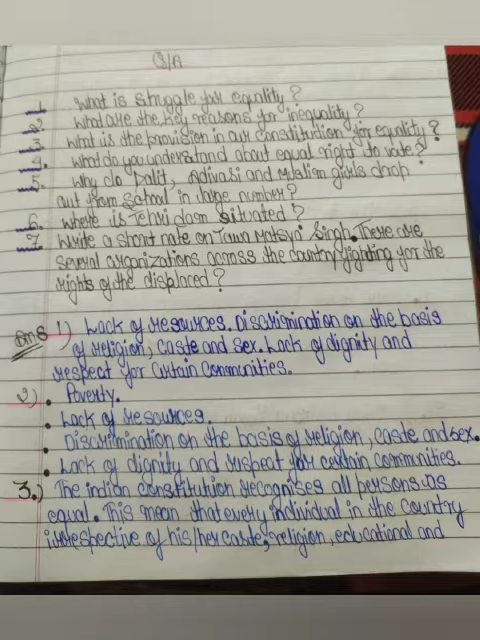 Q/A
1. What is struggle for equality?
2. What are the key reasons for inequality?
3. What is the provision in our constitution for equality?
4. What do you understand about equal right to vote?
5. Why do Dalit, Adivasi and Muslim girls drop
out from School in large number?
6. Where is Tehri dam situated?
7. Write a short note on Tawa Matsya Singh. There are
several organizations across the country fighting for the
rights of the displaced?
Ans 1) Lack of resources. Discrimination on the basis
of religion, caste and sex. Lack of dignity and
respect for certain communities.
2) • Poverty.
• Lack of resources.
• Discrimination on the basis of religion, caste and sex.
• Lack of dignity and respect for certain communities.
3.) The indian constitution recognises all persons as
equal. This mean that every individual in the country
irrespective of his/her caste, religion, educational and